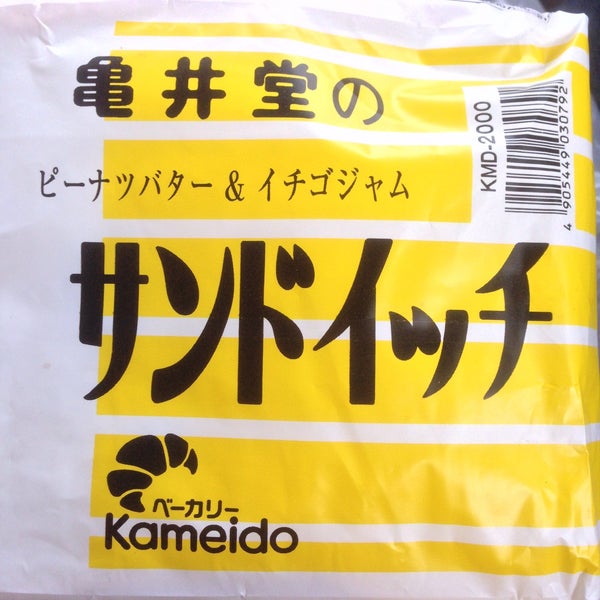 亀井堂の
ピーナツバター & イチゴジャム
サンドイッチ
ベーカリー
Kameido
KMD-2000
4 905449 030792